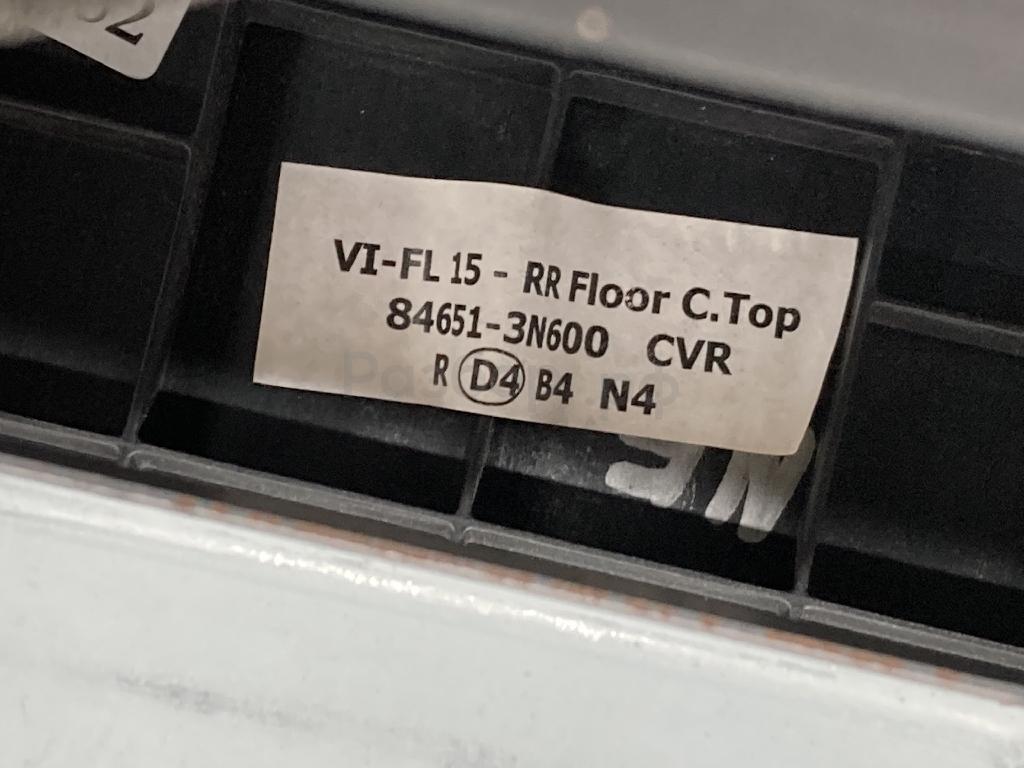 VI-FL 15 - RR Floor C.Top
84651-3N600 CVR
R D4 B4 N4